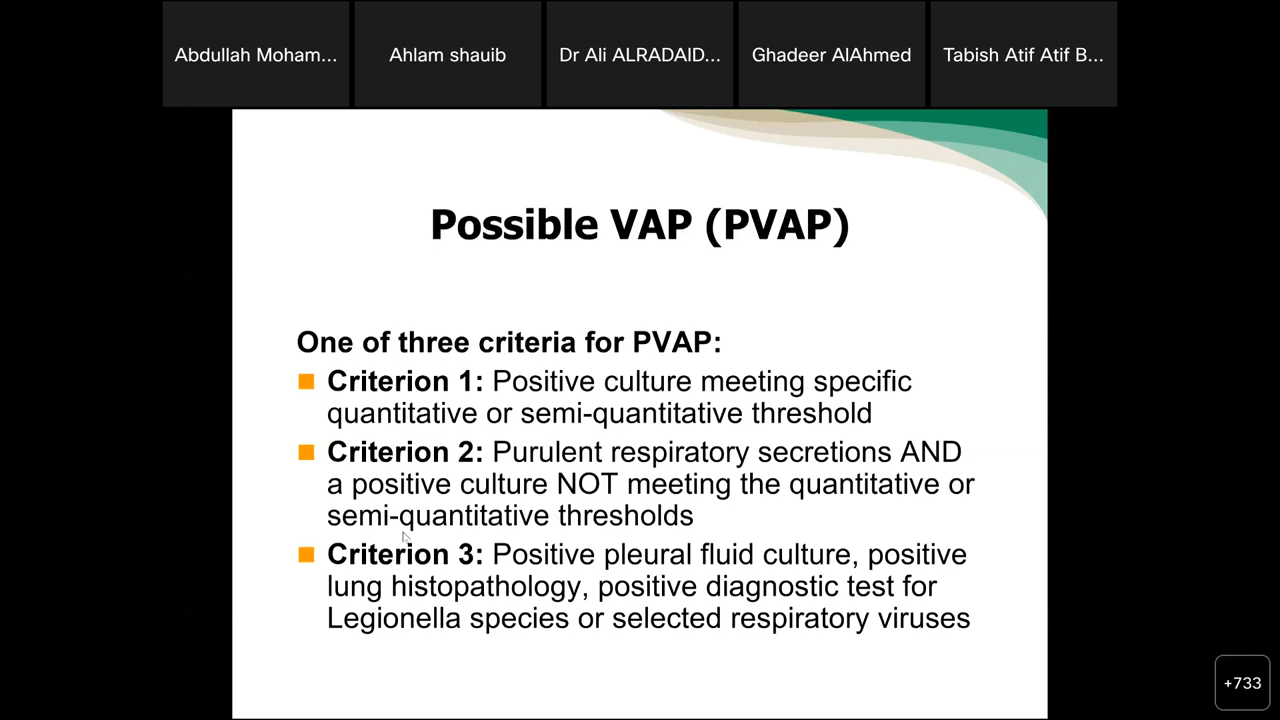 Abdullah Moham...
Ahlam shauib
Dr Ali ALRADAID...
Ghadeer AlAhmed
Tabish Atif Atif B...
Possible VAP (PVAP)
One of three criteria for PVAP:
Criterion 1: Positive culture meeting specific
quantitative or semi-quantitative threshold
Criterion 2: Purulent respiratory secretions AND
a positive culture NOT meeting the quantitative or
semi-quantitative thresholds
Criterion 3: Positive pleural fluid culture, positive
lung histopathology, positive diagnostic test for
Legionella species or selected respiratory viruses
+733